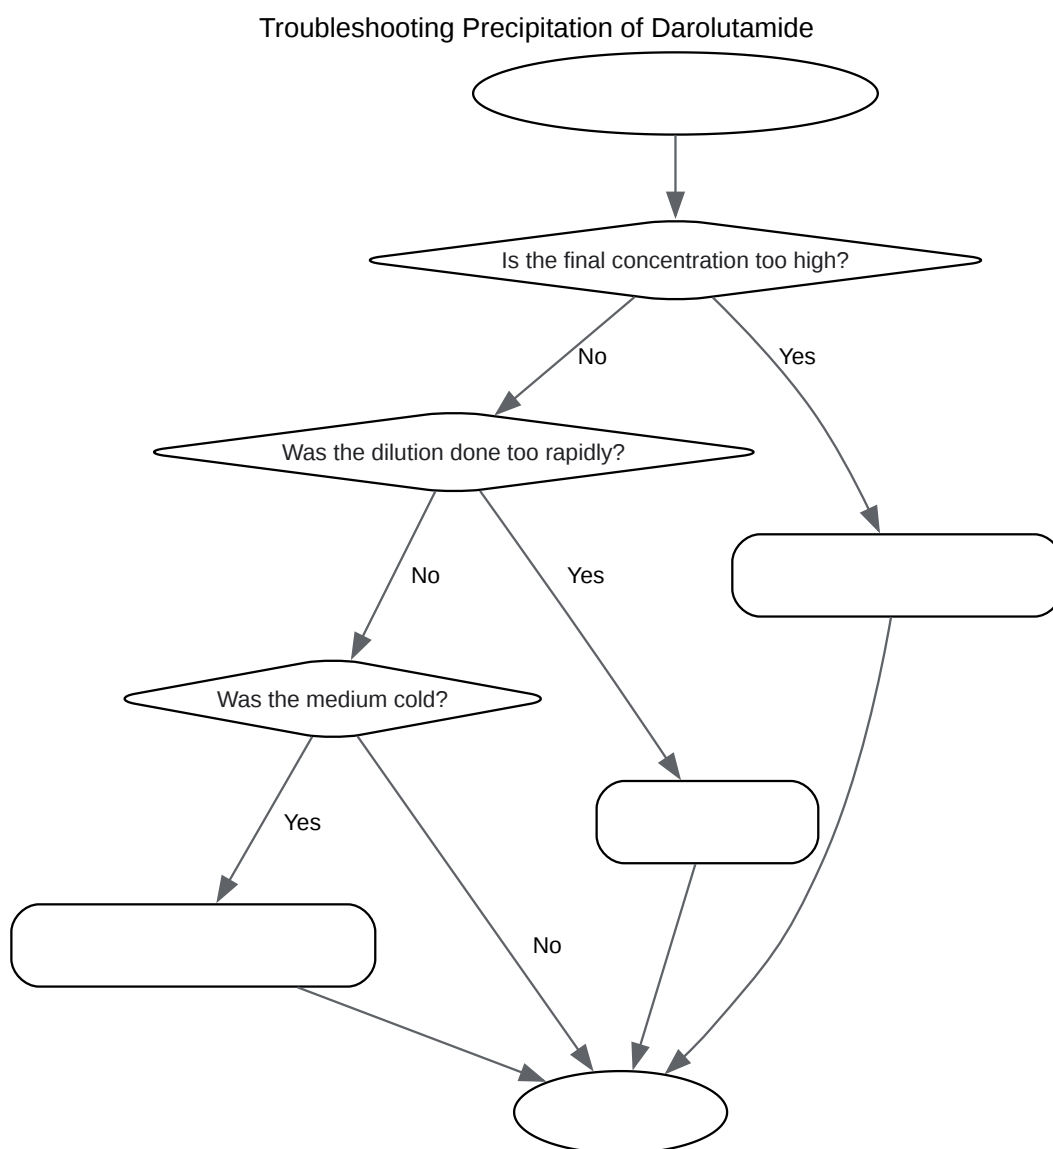 Troubleshooting Precipitation of Darolutamide
Is the final concentration too high?
No
Yes
Was the dilution done too rapidly?
No
Yes
Was the medium cold?
Yes
No